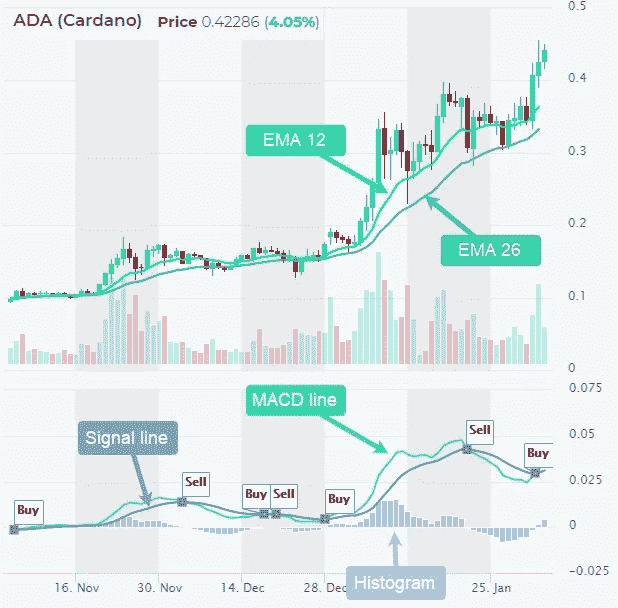 ADA (Cardano) Price 0.42286 (4.05%)
0.5
0.4
EMA 12
0.3
EMA 26
0.2
0.1
0
0.075
MACD line
Signal line
Sell
0.05
Buy
Sell
0.025
Buy Sell
Buy
Buy
0
Histogram
-0.025
16. Nov 30. Nov 14. Dec 28. Dec 25. Jan